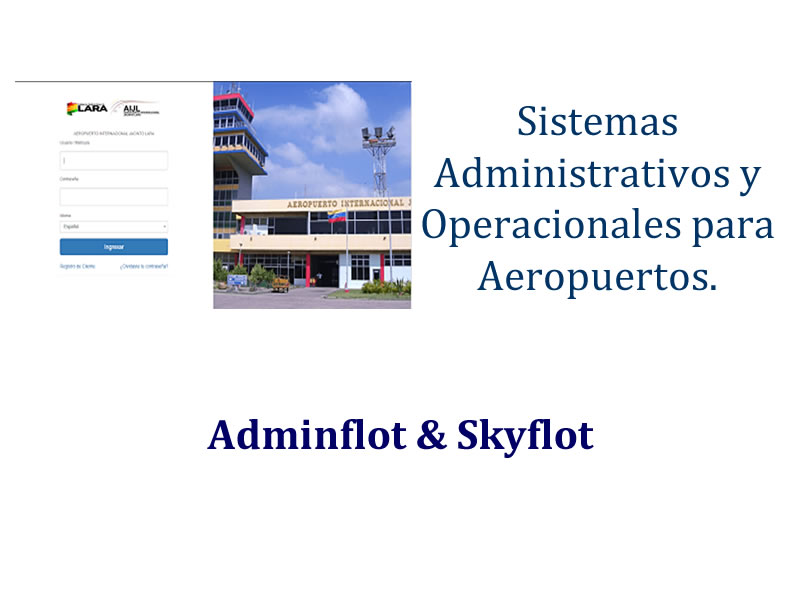 LARA
AIJL
AEROPUERTO INTERNACIONAL JACINTO LARA
Usuario / Matrícula
Contraseña
Idioma
Español
Ingresar
Registro de Cliente
¿Olvidaste la contraseña?
AEROPUERTO INTERNACIONAL J
Sistemas
Administrativos y
Operacionales para
Aeropuertos.
Adminflot & Skyflot